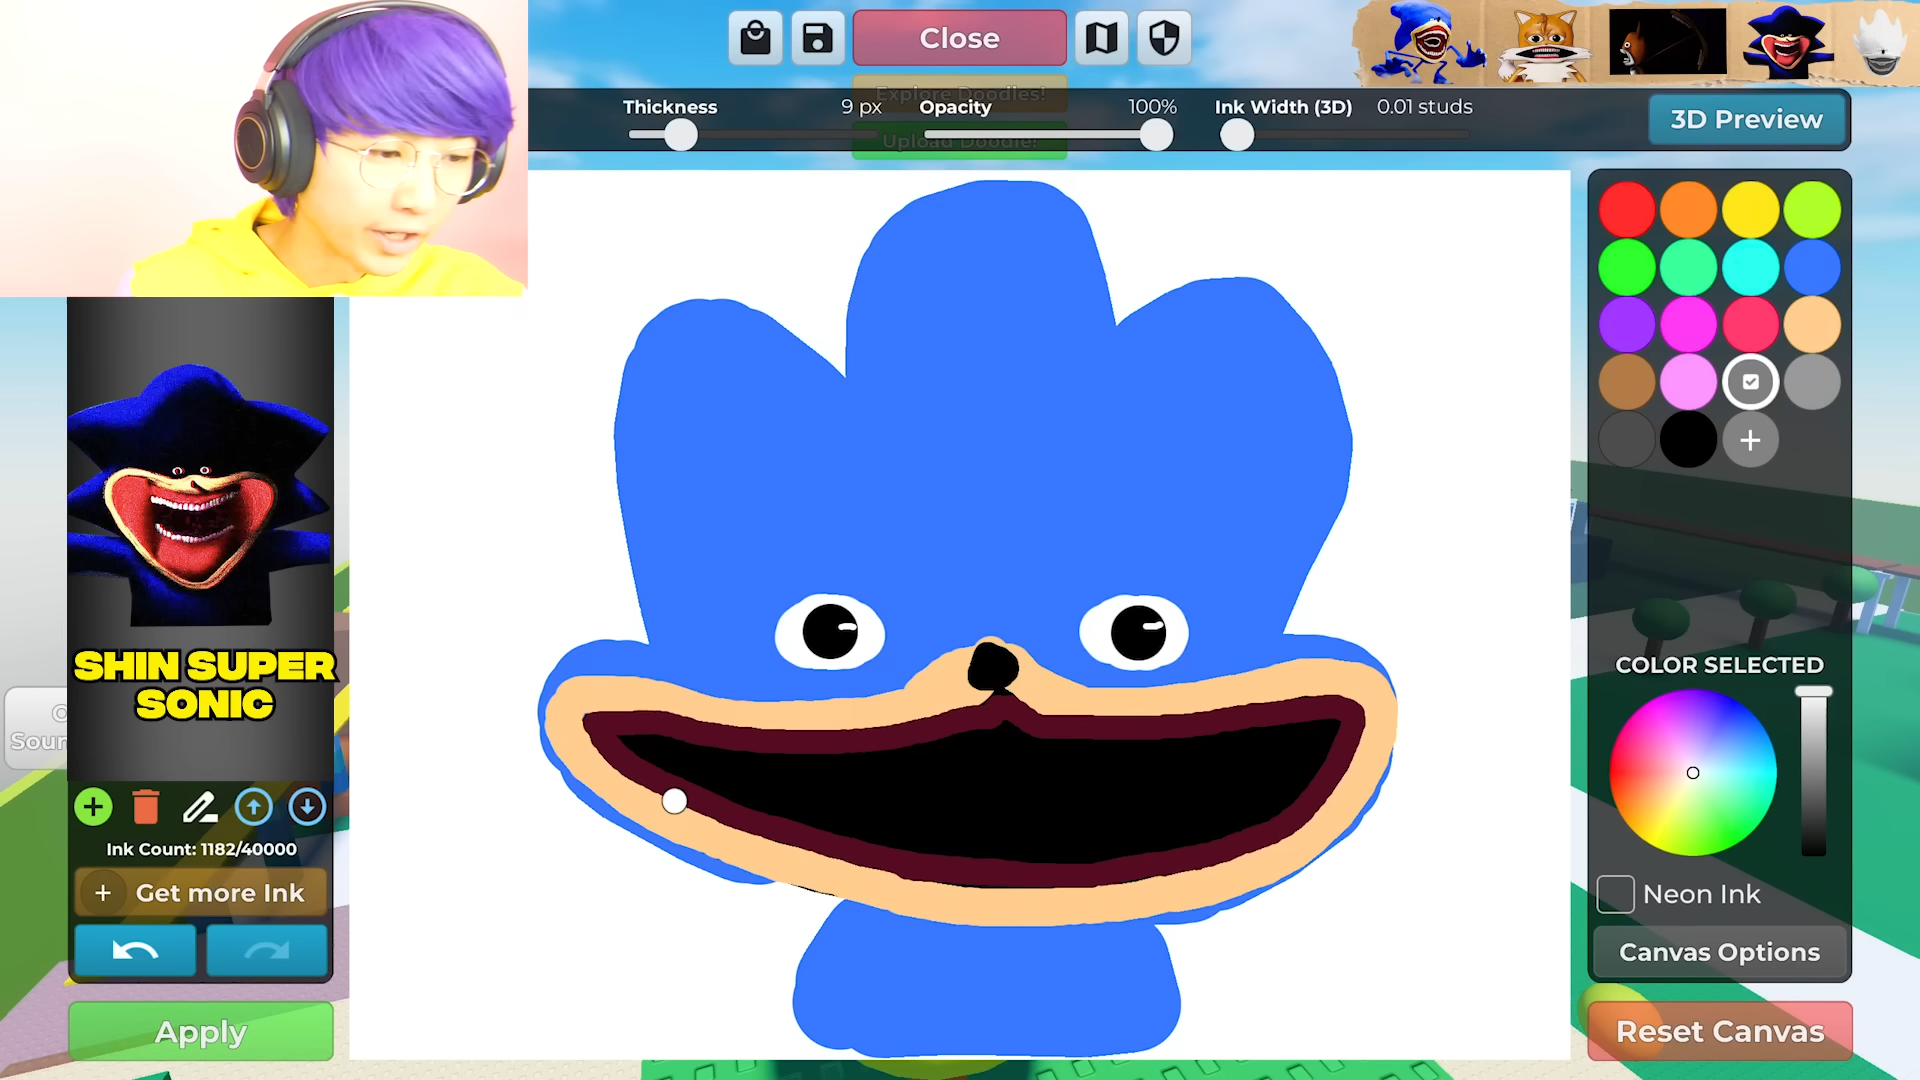 Close
Explore Doodles!
Upload Doodle!
Thickness
9 px
Opacity
100%
Ink Width (3D)
0.01 studs
3D Preview
SHIN SUPER
SONIC
Ink Count: 1182/40000
+ Get more Ink
Apply
COLOR SELECTED
Neon Ink
Canvas Options
Reset Canvas